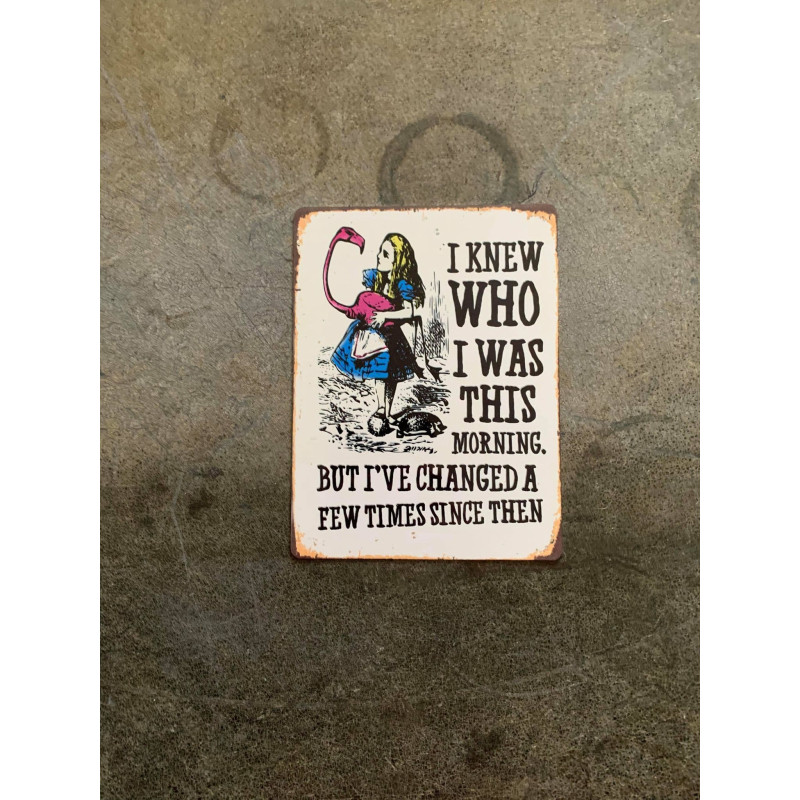 I KNEW
WHO
I WAS
THIS
MORNING.
BUT I'VE CHANGED A
FEW TIMES SINCE THEN